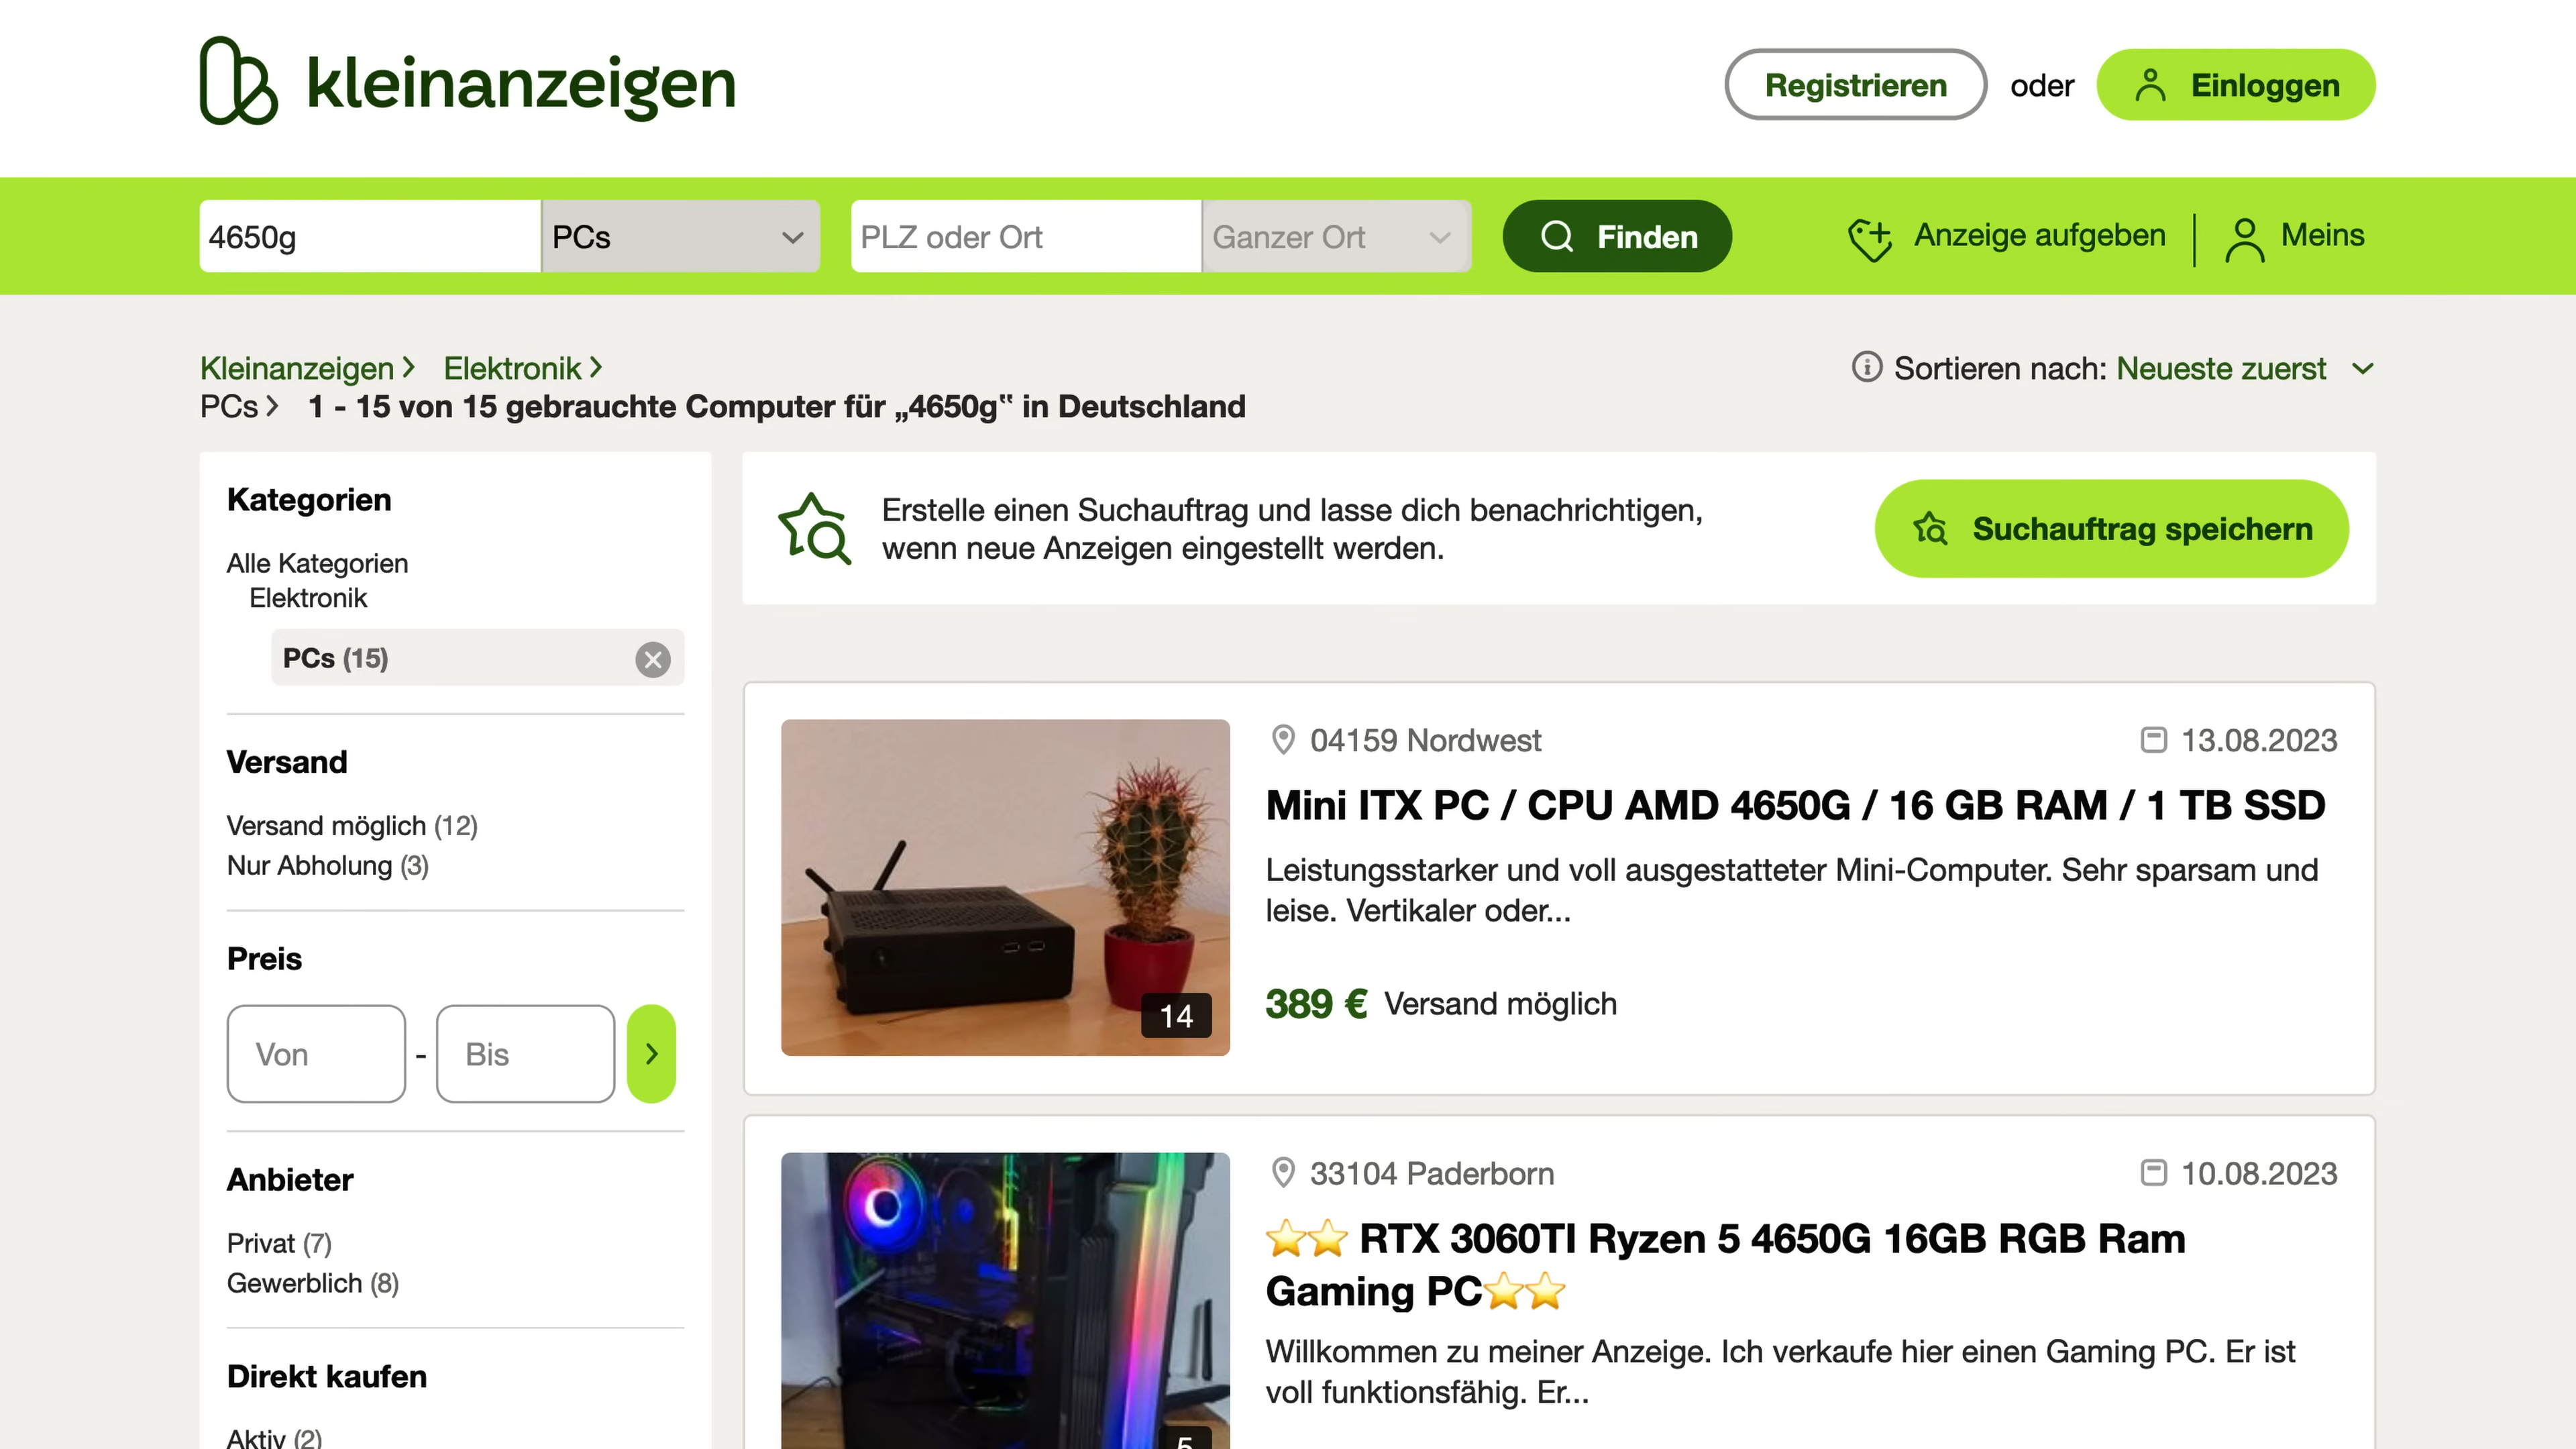 kleinanzeigen
Registrieren oder Einloggen
4650g PCs PLZ oder Ort Ganzer Ort Finden Anzeige aufgeben Meins
Kleinanzeigen Elektronik
PCs 1 - 15 von 15 gebrauchte Computer für „4650g“ in Deutschland
Sortieren nach: Neueste zuerst
Kategorien
Alle Kategorien
Elektronik
PCs (15)
Versand
Versand möglich (12)
Nur Abholung (3)
Preis
Von - Bis
Anbieter
Privat (7)
Gewerblich (8)
Direkt kaufen
Aktiv (2)
Erstelle einen Suchauftrag und lasse dich benachrichtigen,
wenn neue Anzeigen eingestellt werden.
Suchauftrag speichern
14
04159 Nordwest 13.08.2023
Mini ITX PC / CPU AMD 4650G / 16 GB RAM / 1 TB SSD
Leistungsstarker und voll ausgestatteter Mini-Computer. Sehr sparsam und
leise. Vertikaler oder...
389 € Versand möglich
5
33104 Paderborn 10.08.2023
⭐⭐ RTX 3060TI Ryzen 5 4650G 16GB RGB Ram
Gaming PC⭐⭐
Willkommen zu meiner Anzeige. Ich verkaufe hier einen Gaming PC. Er ist
voll funktionsfähig. Er...